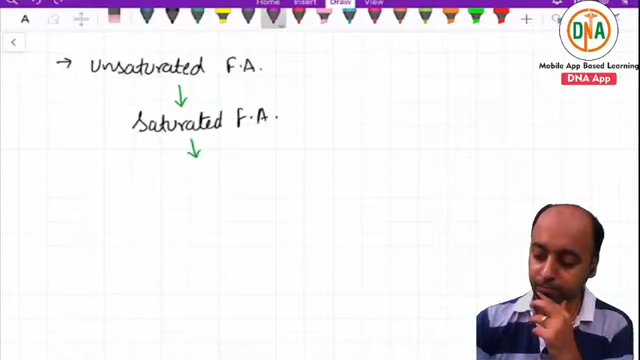 Home Insert Draw View
A
DNA
Mobile App Based Learning
DNA App
→ Unsaturated F.A.
↓
Saturated F.A.
↓